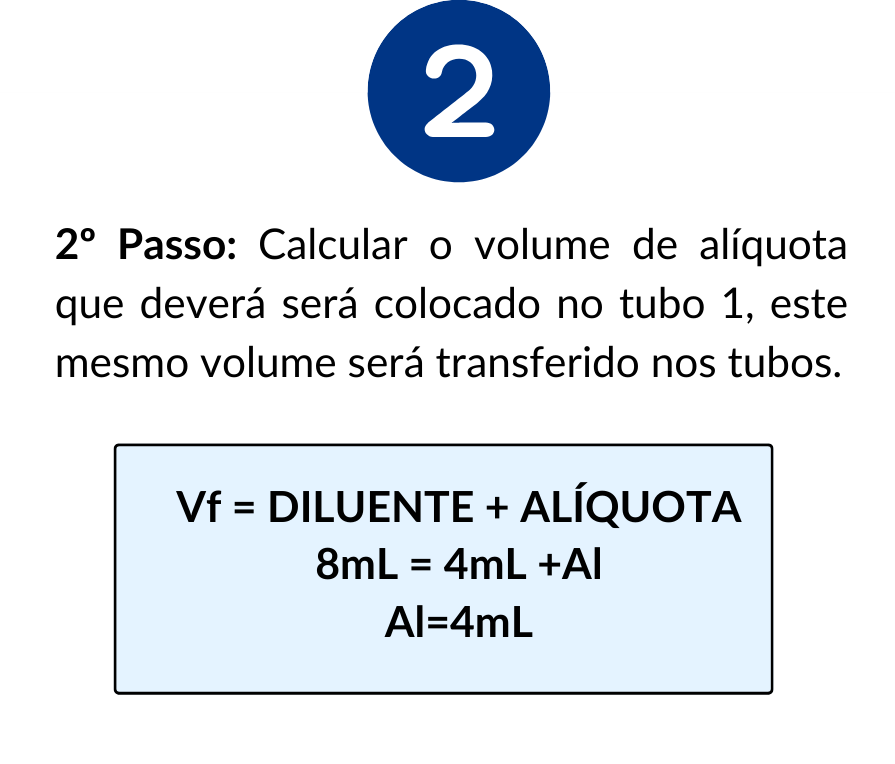 2
2º Passo: Calcular o volume de alíquota
que deverá será colocado no tubo 1, este
mesmo volume será transferido nos tubos.
Vf = DILUENTE + ALÍQUOTA
8mL = 4mL +Al
Al=4mL